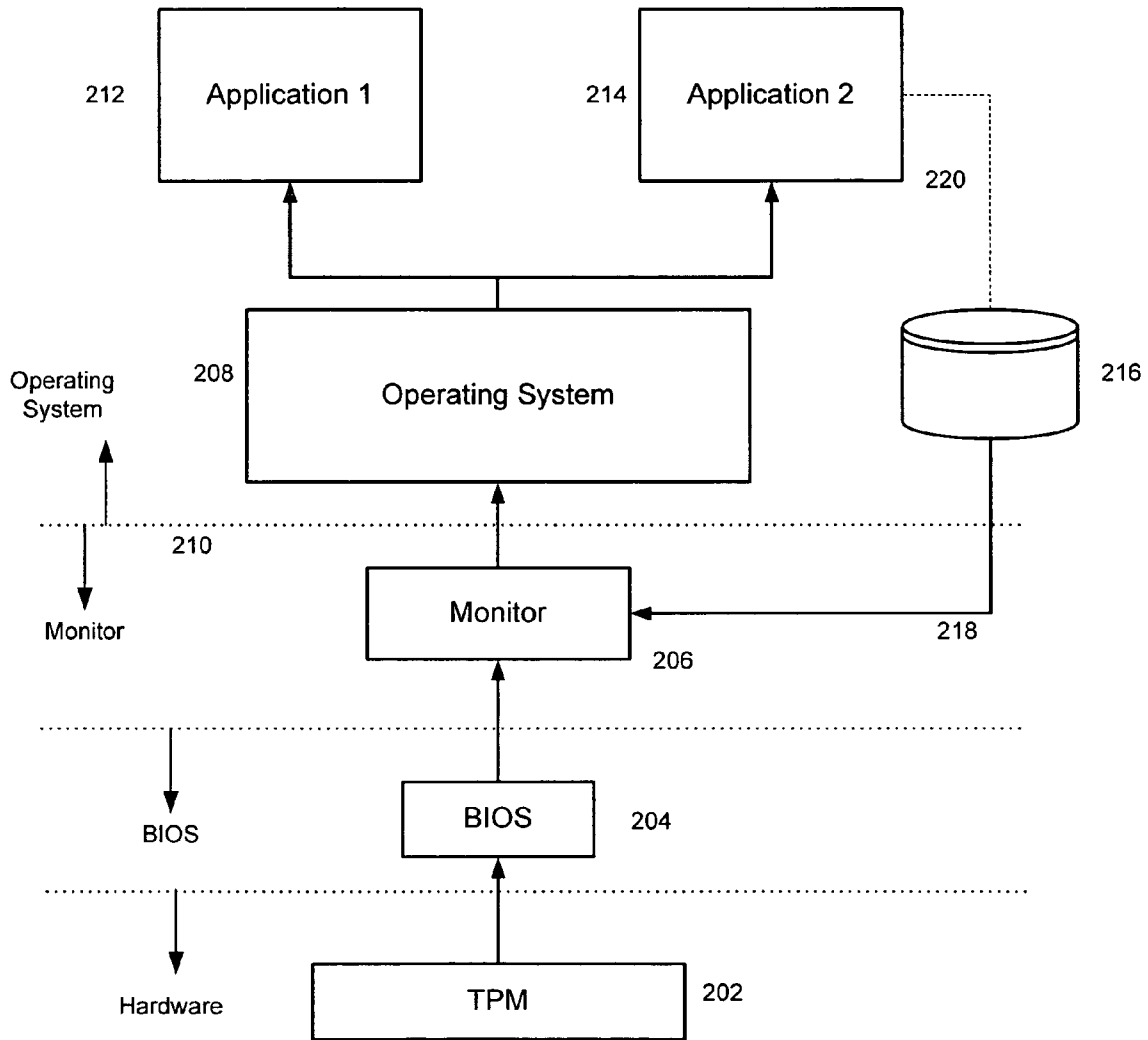 212
Application 1
214
Application 2
220
208
Operating System
216
Operating
System
210
Monitor
Monitor
218
206
BIOS
BIOS
204
Hardware
TPM
202